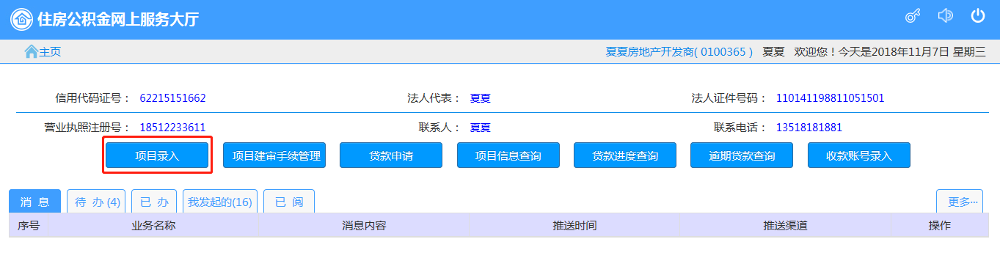 住房公积金网上服务大厅
主页 夏夏房地产开发商( 0100365 ) 夏夏 欢迎您！今天是2018年11月7日 星期三
信用代码证号： 62215151662 法人代表： 夏夏 法人证件号码： 110141198811051501
营业执照注册号： 18512233611 联系人： 夏夏 联系电话： 13518181881
项目录入 项目建审手续管理 贷款申请 项目信息查询 贷款进度查询 逾期贷款查询 收款账号录入
消 息 待 办 (4) 已 办 我发起的(16) 已 阅 更多...
序号 业务名称 消息内容 推送时间 推送渠道 操作